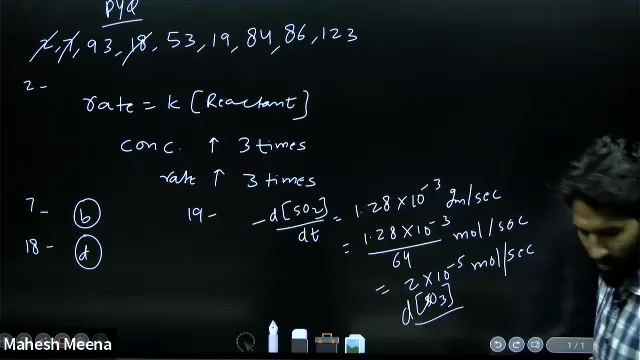 PYQ
2, 7, 93, 18, 53, 19, 84, 86, 123
2 -
rate = k [Reactant]
conc. ↑ 3 times
rate ↑ 3 times
7 - b
18 - d
19 - -d[SO2]/dt = 1.28 × 10^-3 gm/sec
= 1.28 × 10^-3 / 64 mol/sec
= 2 × 10^-5 mol/sec
d[SO3]
Mahesh Meena
1/1